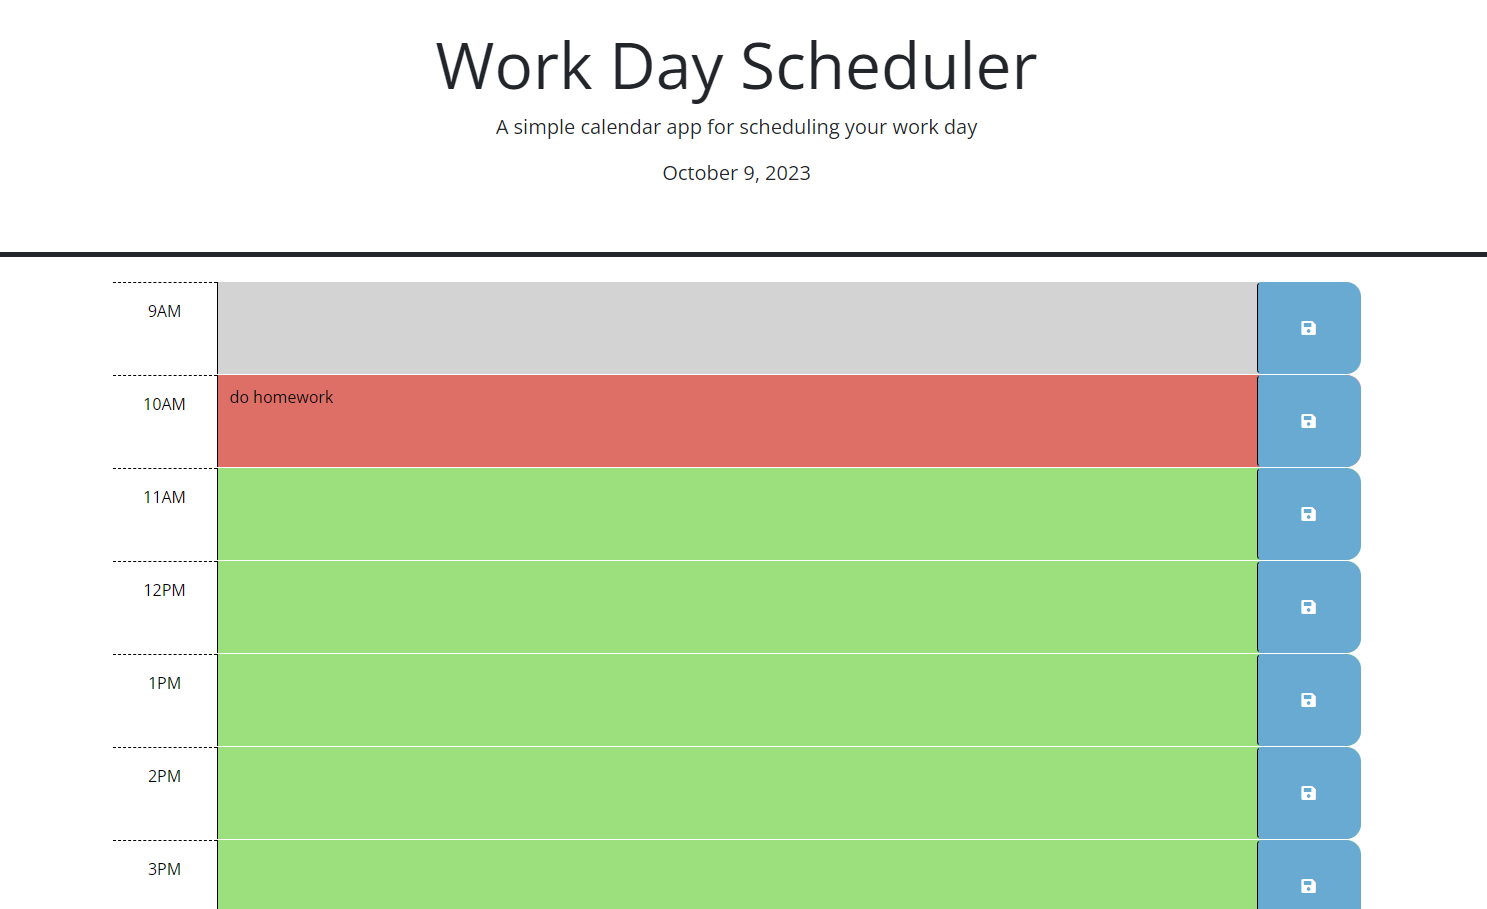 Work Day Scheduler
A simple calendar app for scheduling your work day
October 9, 2023
9AM
10AM
do homework
11AM
12PM
1PM
2PM
3PM